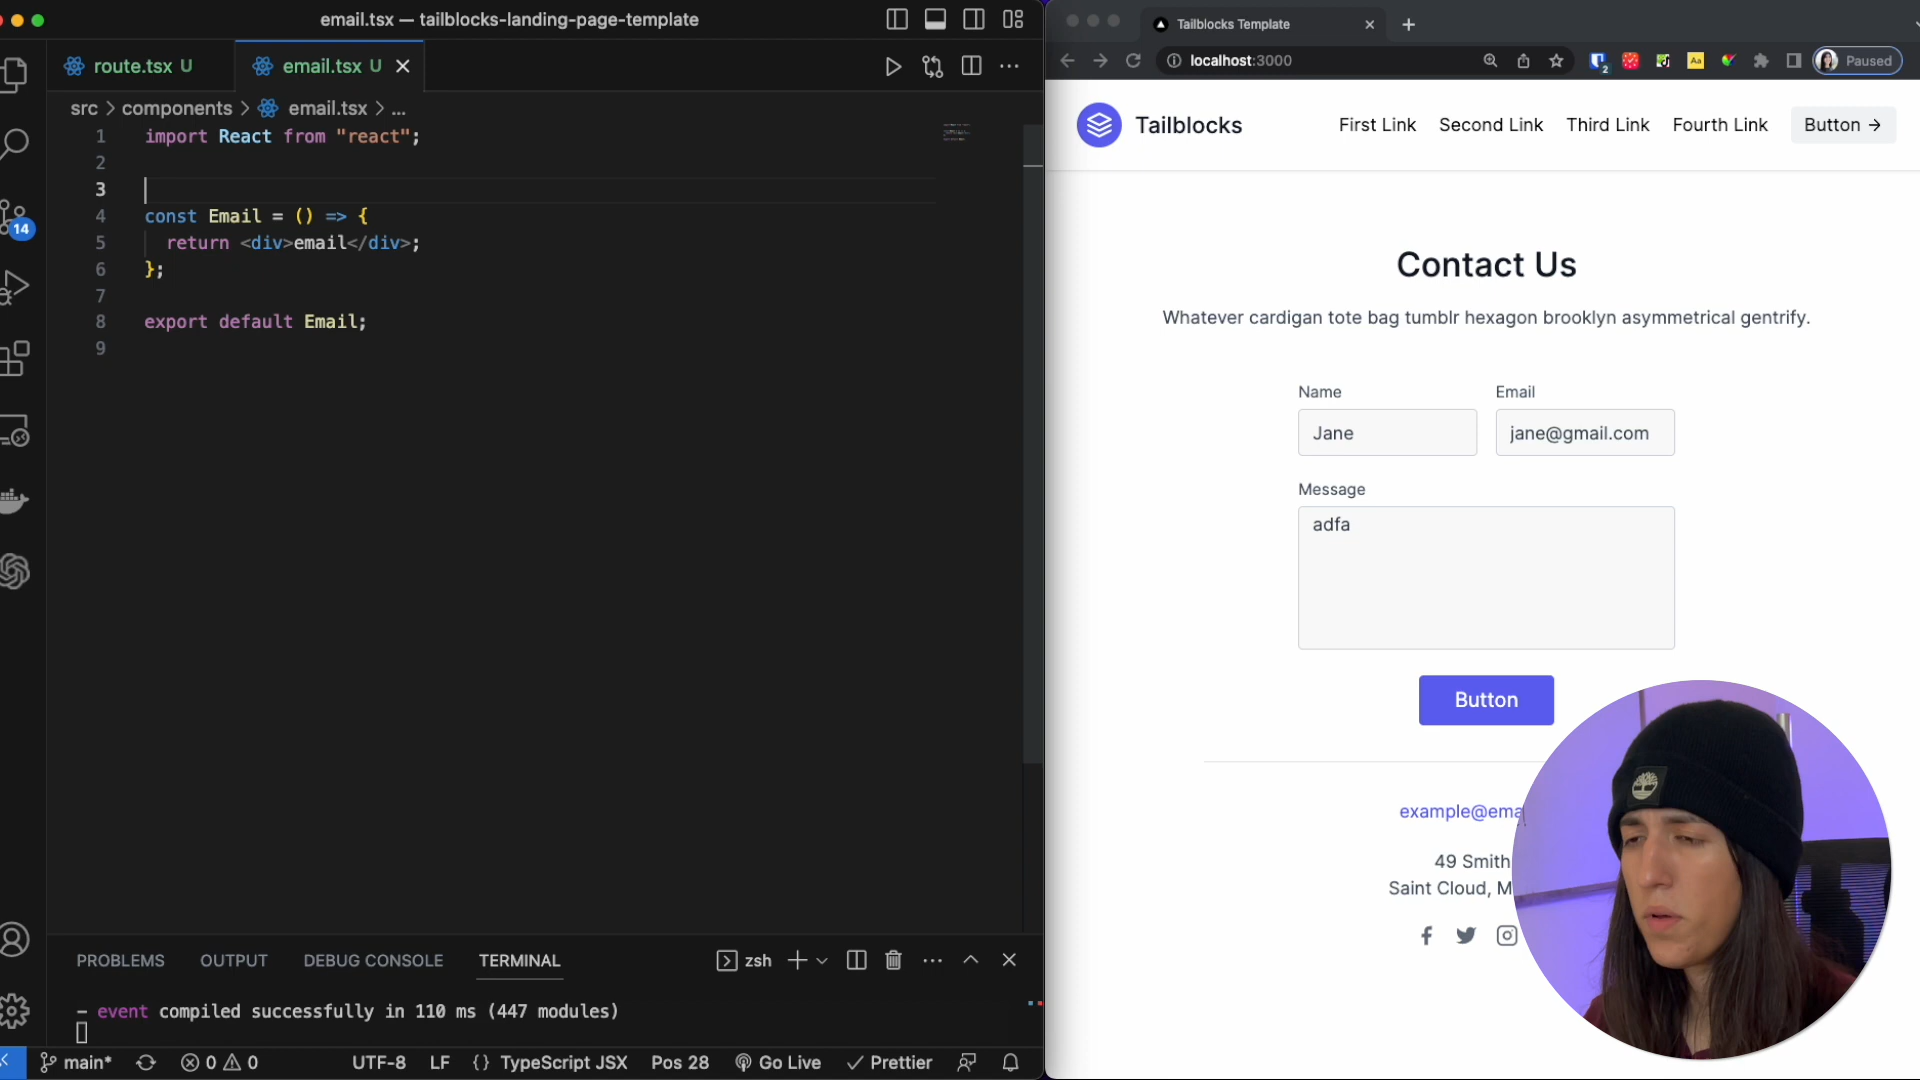 email.tsx — tailblocks-landing-page-template
route.tsx U
email.tsx U
src > components > email.tsx > ...
1 import React from "react";
2
3
4 const Email = () => {
5 return <div>email</div>;
6 };
7
8 export default Email;
9
14
PROBLEMS
OUTPUT
DEBUG CONSOLE
TERMINAL
zsh
- event compiled successfully in 110 ms (447 modules)
main*
0 0
UTF-8
LF
{} TypeScript JSX
Pos 28
Go Live
Prettier
Tailblocks Template
localhost:3000
2
Aa
Paused
Tailblocks
First Link
Second Link
Third Link
Fourth Link
Button →
Contact Us
Whatever cardigan tote bag tumblr hexagon brooklyn asymmetrical gentrify.
Name
Email
Jane
jane@gmail.com
Message
adfa
Button
example@ema
49 Smith
Saint Cloud, M